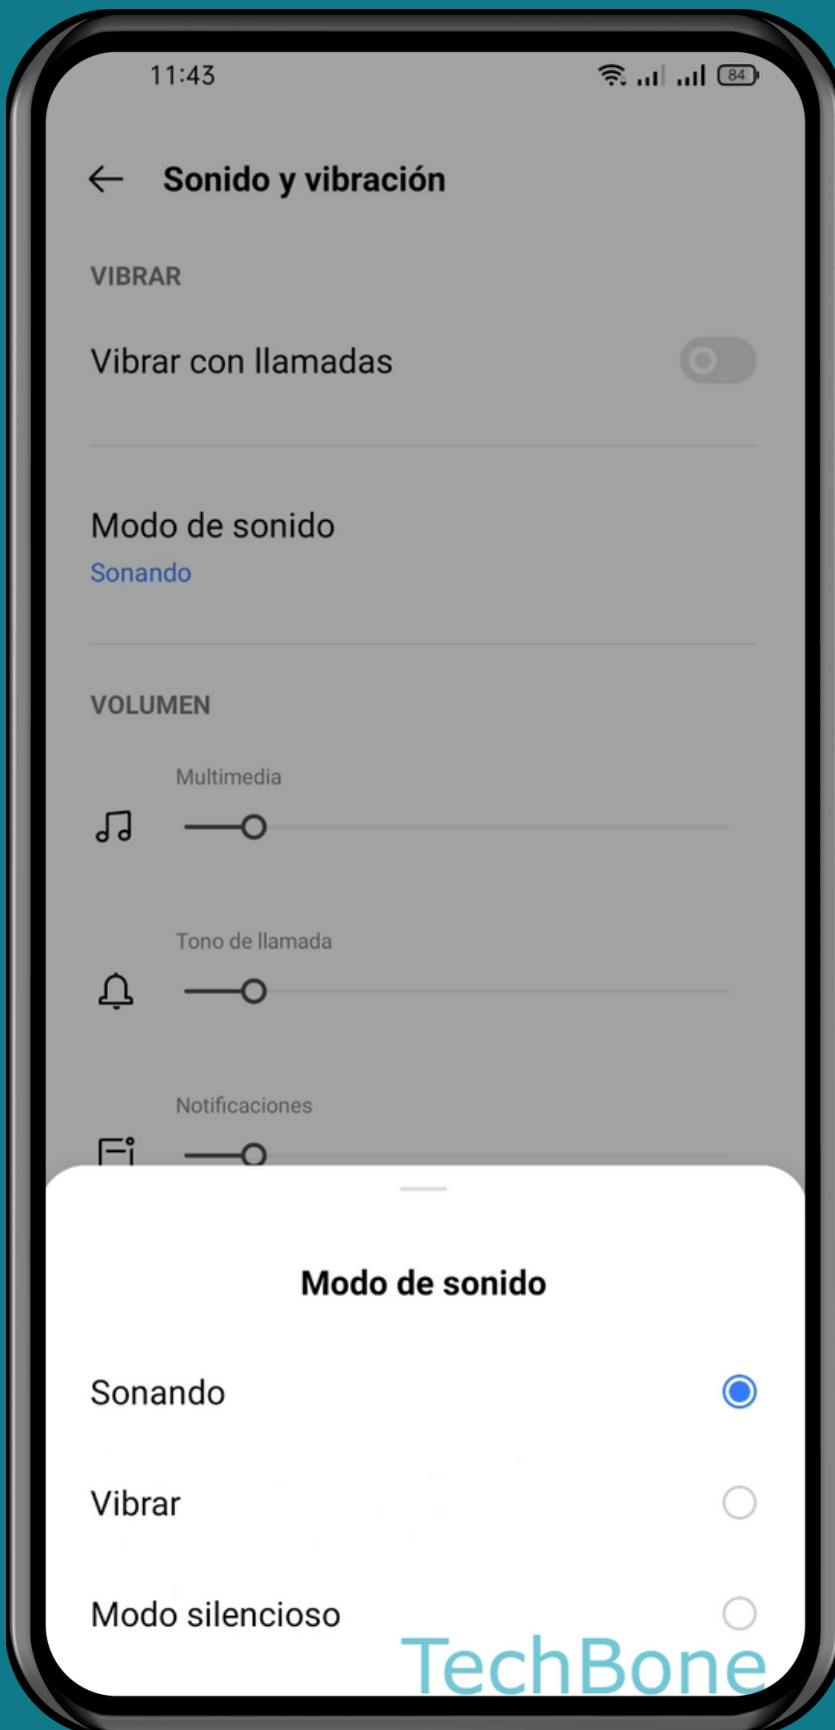 11:43
84
Sonido y vibración
VIBRAR
Vibrar con llamadas
Modo de sonido
Sonando
VOLUMEN
Multimedia
Tono de llamada
Notificaciones
Modo de sonido
Sonando
Vibrar
Modo silencioso
TechBone